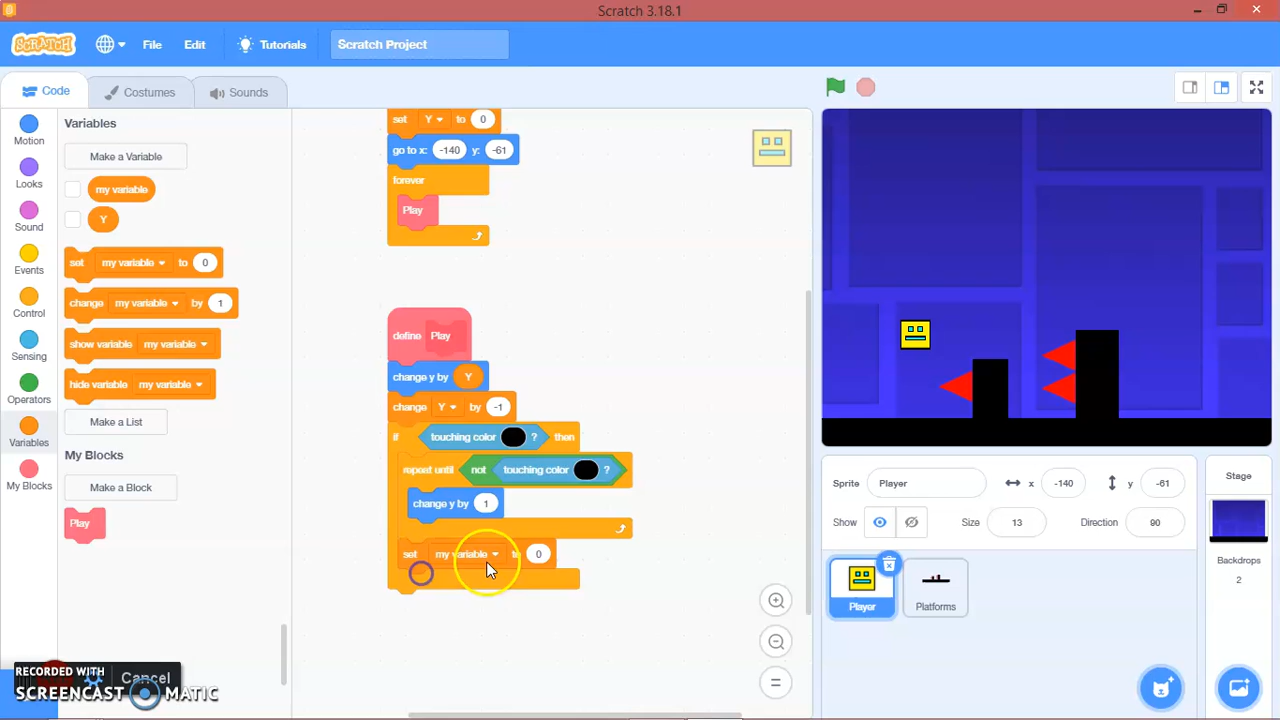 Scratch 3.18.1
SCRATCH
File
Edit
Tutorials
Scratch Project
Code
Costumes
Sounds
Motion
Looks
Sound
Events
Control
Sensing
Operators
Variables
My Blocks
Variables
Make a Variable
my variable
Y
set my variable to 0
change my variable by 1
show variable my variable
hide variable my variable
Make a List
My Blocks
Make a Block
Play
set Y to 0
go to x: -140 y: -61
forever
Play
define Play
change y by Y
change Y by -1
if touching color ? then
repeat until not touching color ?
change y by 1
set my variable to 0
Sprite Player x -140 y -61
Show Size 13 Direction 90
Player
Platforms
Stage
Backdrops
2
RECORDED WITH
SCREENCAST MATIC
Cancel